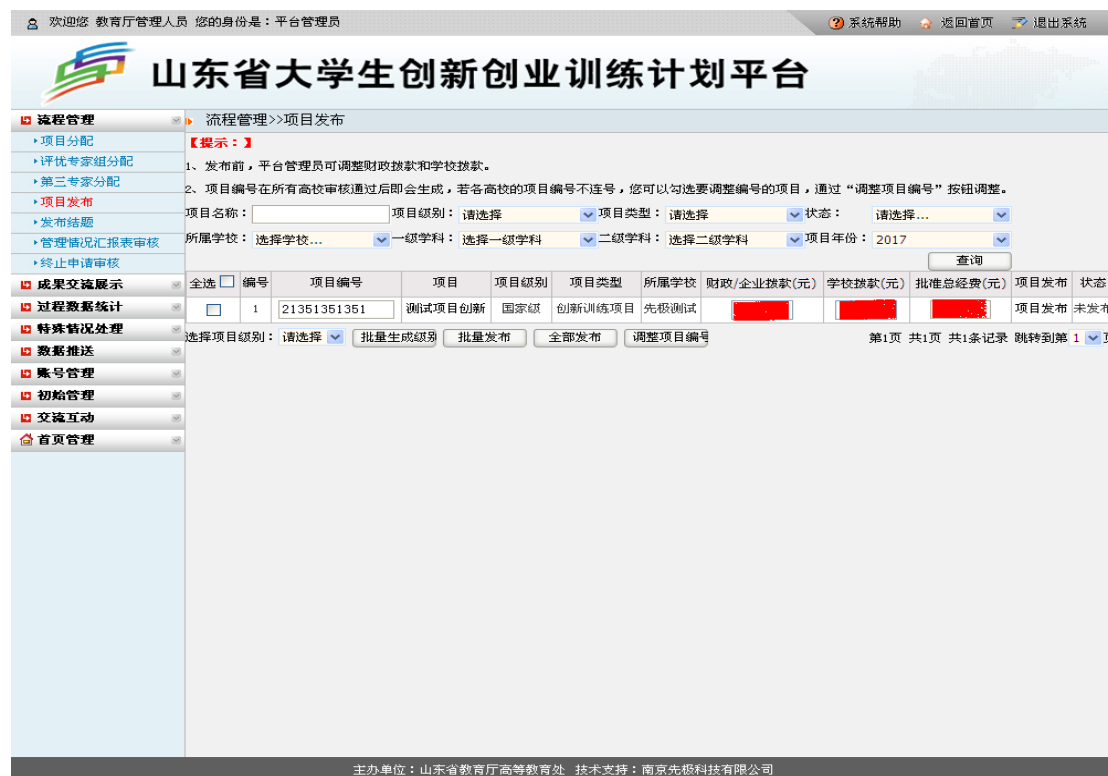 欢迎您 教育厅管理人员 您的身份是：平台管理员 系统帮助 返回首页 退出系统
山东省大学生创新创业训练计划平台
流程管理
项目分配
评优专家组分配
第三专家分配
项目发布
发布结题
管理情况汇报表审核
终止申请审核
成果交流展示
过程数据统计
特殊情况处理
数据推送
账号管理
初始管理
交流互动
首页管理
流程管理>>项目发布
【提示：】
1、发布前，平台管理员可调整财政拨款和学校拨款。
2、项目编号在所有高校审核通过后即会生成，若各高校的项目编号不连号，您可以勾选要调整编号的项目，通过“调整项目编号”按钮调整。
项目名称： 项目级别： 请选择 项目类型： 请选择 状态： 请选择...
所属学校： 选择学校... 一级学科： 选择一级学科 二级学科： 选择二级学科 项目年份： 2017
查询
全选 编号 项目编号 项目 项目级别 项目类型 所属学校 财政/企业拨款(元) 学校拨款(元) 批准总经费(元) 项目发布 状态
1 21351351351 测试项目创新 国家级 创新训练项目 先极测试 项目发布 未发布
选择项目级别： 请选择 批量生成级别 批量发布 全部发布 调整项目编号 第1页 共1页 共1条记录 跳转到第 1
主办单位：山东省教育厅高等教育处 技术支持：南京先极科技有限公司